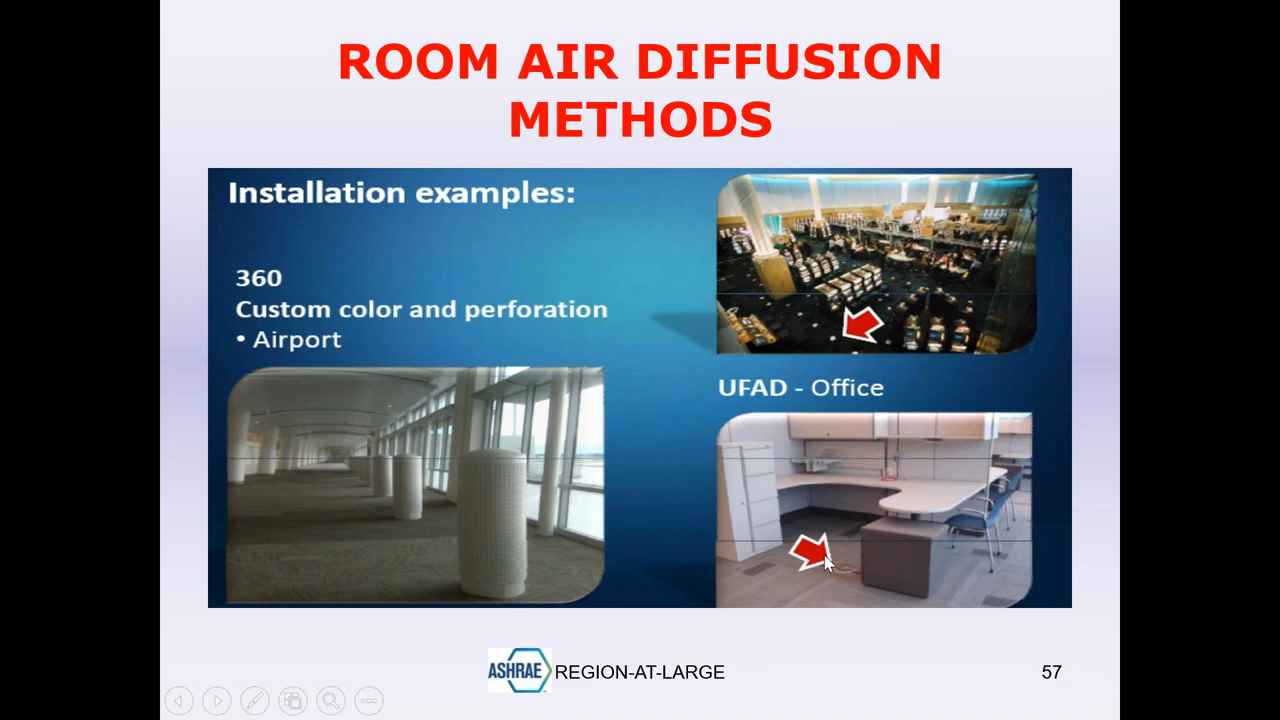 ROOM AIR DIFFUSION
METHODS
Installation examples:
360
Custom color and perforation
• Airport
UFAD - Office
ASHRAE REGION-AT-LARGE
57